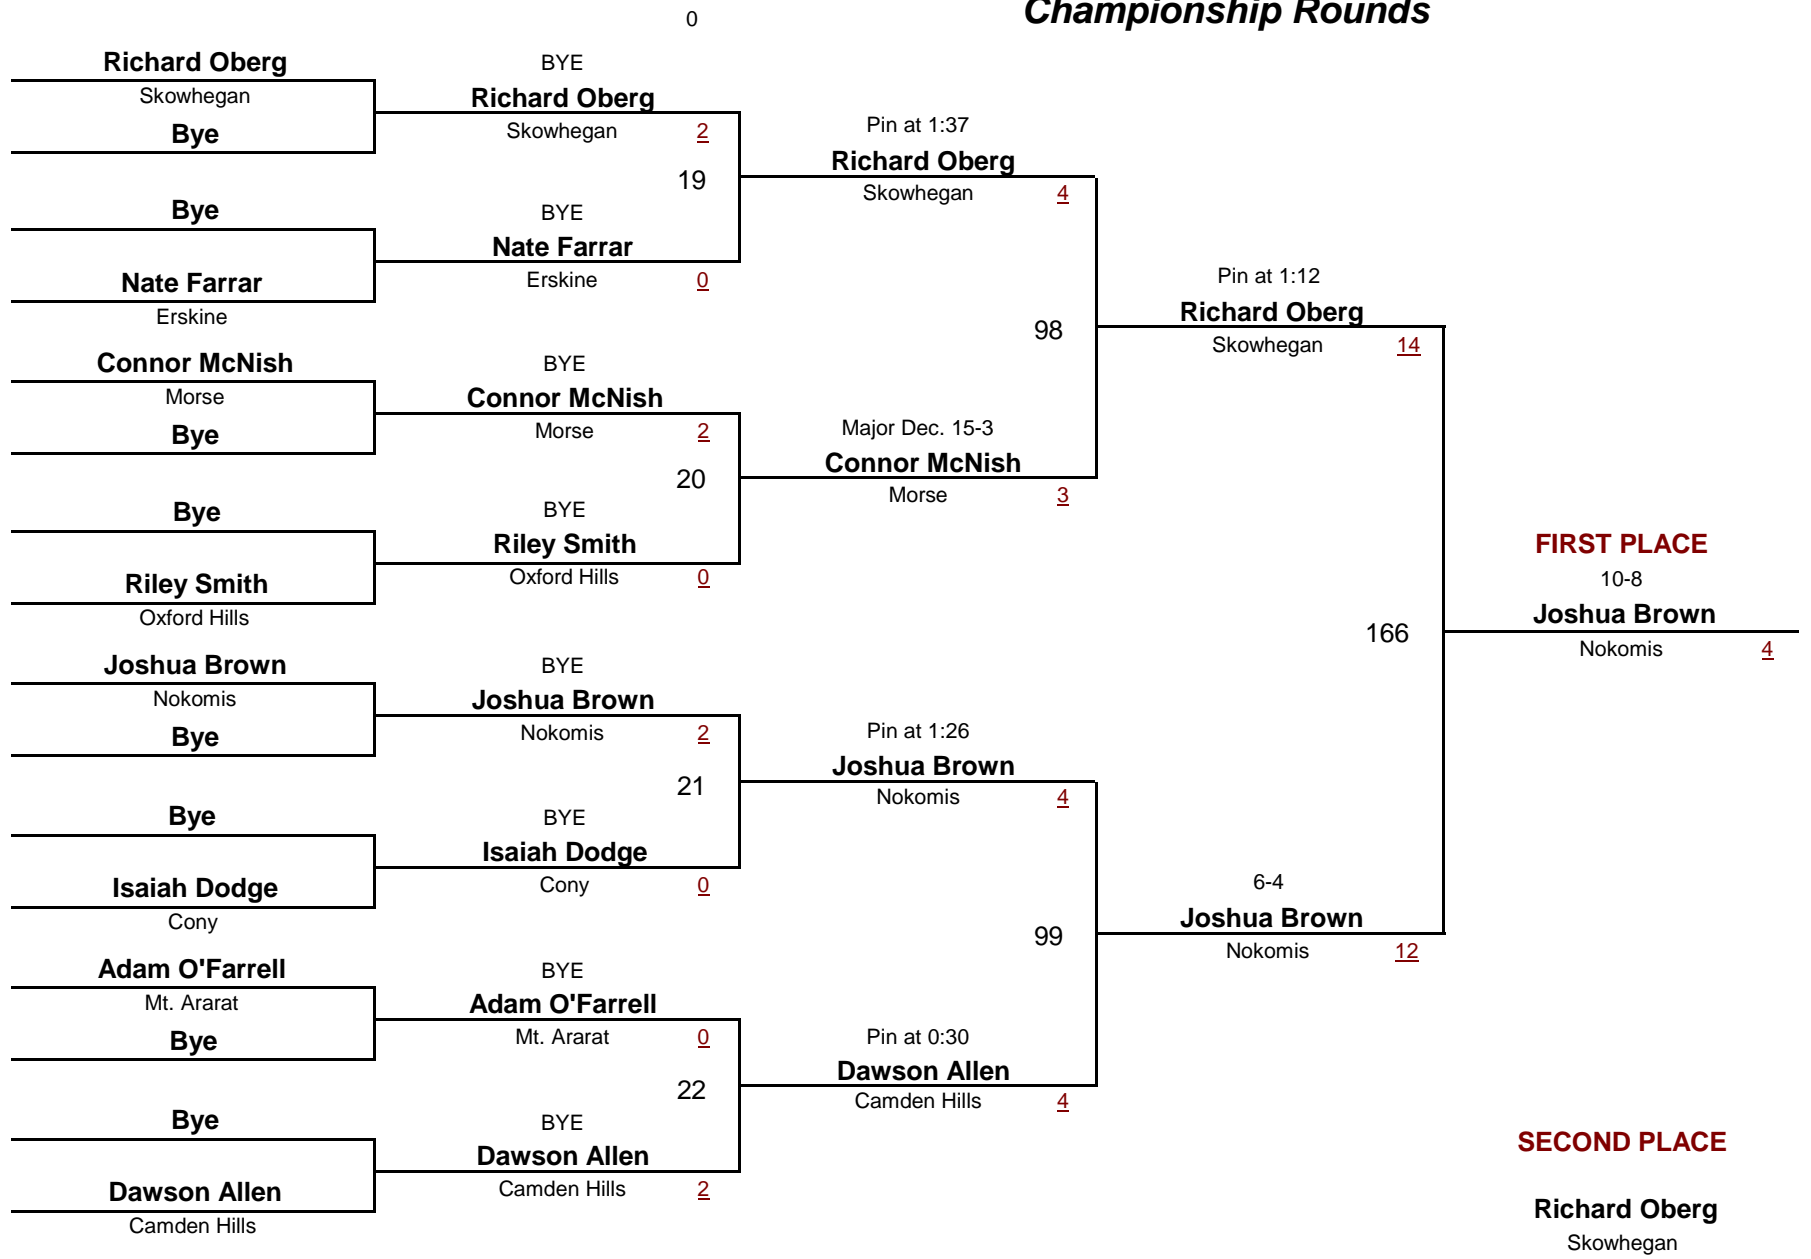 Championship Rounds
0
Richard Oberg
Skowhegan
Bye
Bye
Nate Farrar
Erskine
Connor McNish
Morse
Bye
Bye
Riley Smith
Oxford Hills
Joshua Brown
Nokomis
Bye
Bye
Isaiah Dodge
Cony
Adam O'Farrell
Mt. Ararat
Bye
Bye
Dawson Allen
Camden Hills
BYE
Richard Oberg
Skowhegan 2
19
BYE
Nate Farrar
Erskine 0
BYE
Connor McNish
Morse 2
20
BYE
Riley Smith
Oxford Hills 0
BYE
Joshua Brown
Nokomis 2
21
BYE
Isaiah Dodge
Cony 0
BYE
Adam O'Farrell
Mt. Ararat 0
22
BYE
Dawson Allen
Camden Hills 2
Pin at 1:37
Richard Oberg
Skowhegan 4
98
Major Dec. 15-3
Connor McNish
Morse 3
Pin at 1:26
Joshua Brown
Nokomis 4
99
Pin at 0:30
Dawson Allen
Camden Hills 4
Pin at 1:12
Richard Oberg
Skowhegan 14
166
6-4
Joshua Brown
Nokomis 12
FIRST PLACE
10-8
Joshua Brown
Nokomis 4
SECOND PLACE
Richard Oberg
Skowhegan